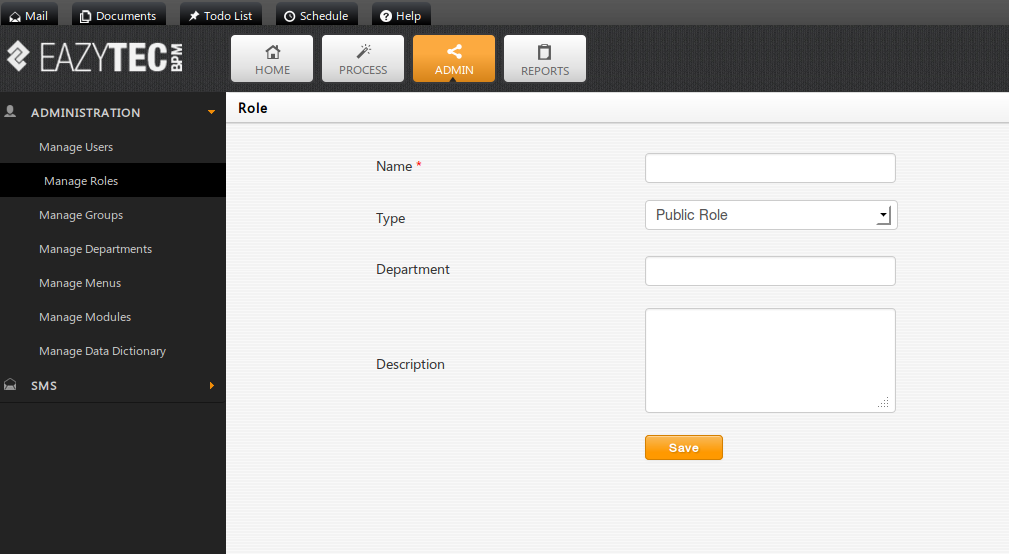 Mail Documents Todo List Schedule Help
EAZYTEC BPM
HOME PROCESS ADMIN REPORTS
ADMINISTRATION
Manage Users
Manage Roles
Manage Groups
Manage Departments
Manage Menus
Manage Modules
Manage Data Dictionary
SMS
Role
Name *
Type Public Role
Department
Description
Save